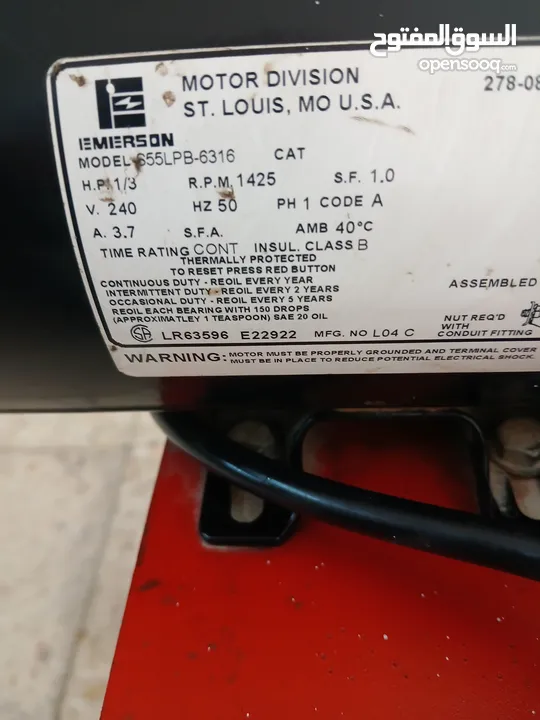 السوق المفتوح
opensooq.com
MOTOR DIVISION
ST. LOUIS, MO U.S.A.
278-08
EMERSON
MODEL S55LPB-6316 CAT
H.P. 1/3 R.P.M. 1425 S.F. 1.0
V. 240 HZ 50 PH 1 CODE A
A. 3.7 S.F.A. AMB 40°C
TIME RATING CONT INSUL. CLASS B
THERMALLY PROTECTED
TO RESET PRESS RED BUTTON
CONTINUOUS DUTY - REOIL EVERY YEAR
INTERMITTENT DUTY - REOIL EVERY 2 YEARS
OCCASIONAL DUTY - REOIL EVERY 5 YEARS
REOIL EACH BEARING WITH 150 DROPS
(APPROXIMATLEY 1 TEASPOON) SAE 20 OIL
ASSEMBLED
NUT REQ'D
WITH
CONDUIT FITTING
LR63596 E22922 MFG. NO L04 C
WARNING: MOTOR MUST BE PROPERLY GROUNDED AND TERMINAL COVER
MUST BE IN PLACE TO REDUCE POTENTIAL ELECTRICAL SHOCK.